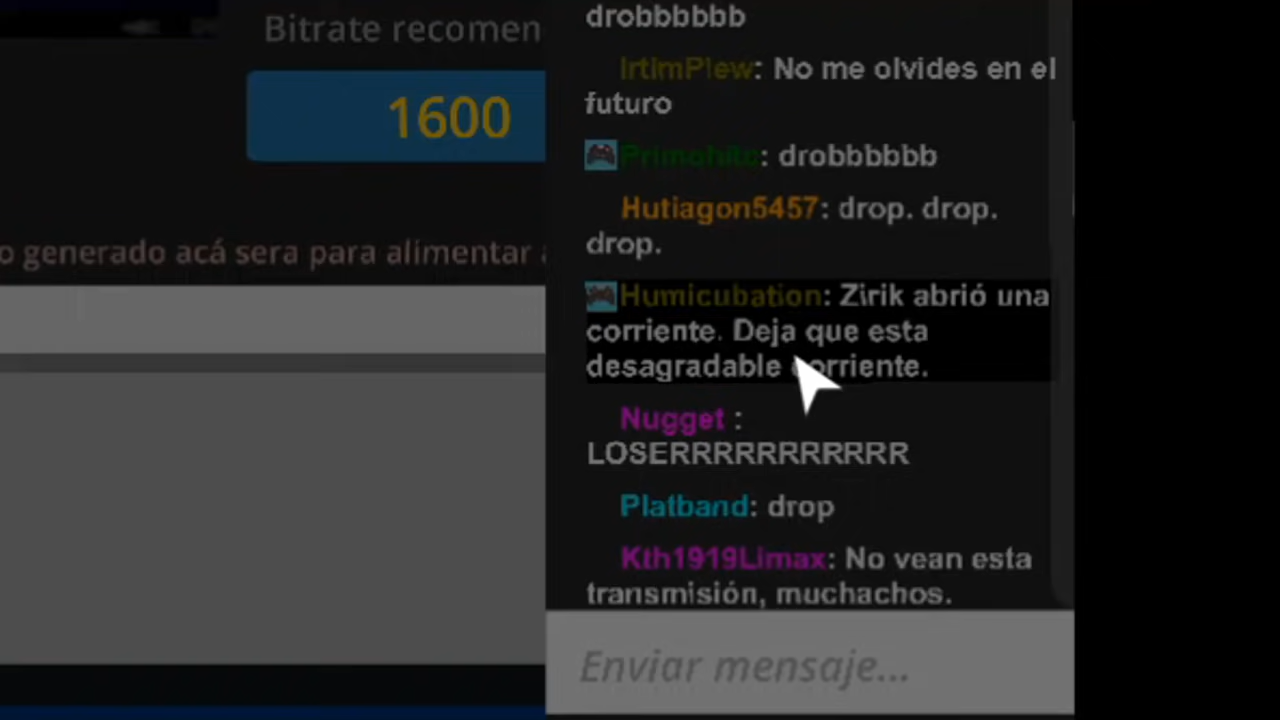 Bitrate recomen
1600
o generado acá sera para alimentar a
drobbbbbb
IrtimPlew: No me olvides en el
futuro
Primohito: drobbbbbb
Hutiagon5457: drop. drop.
drop.
Humicubation: Zirik abrió una
corriente. Deja que esta
desagradable corriente.
Nugget :
LOSERRRRRRRRRRR
Platband: drop
Kth1919Limax: No vean esta
transmisión, muchachos.
Enviar mensaje...